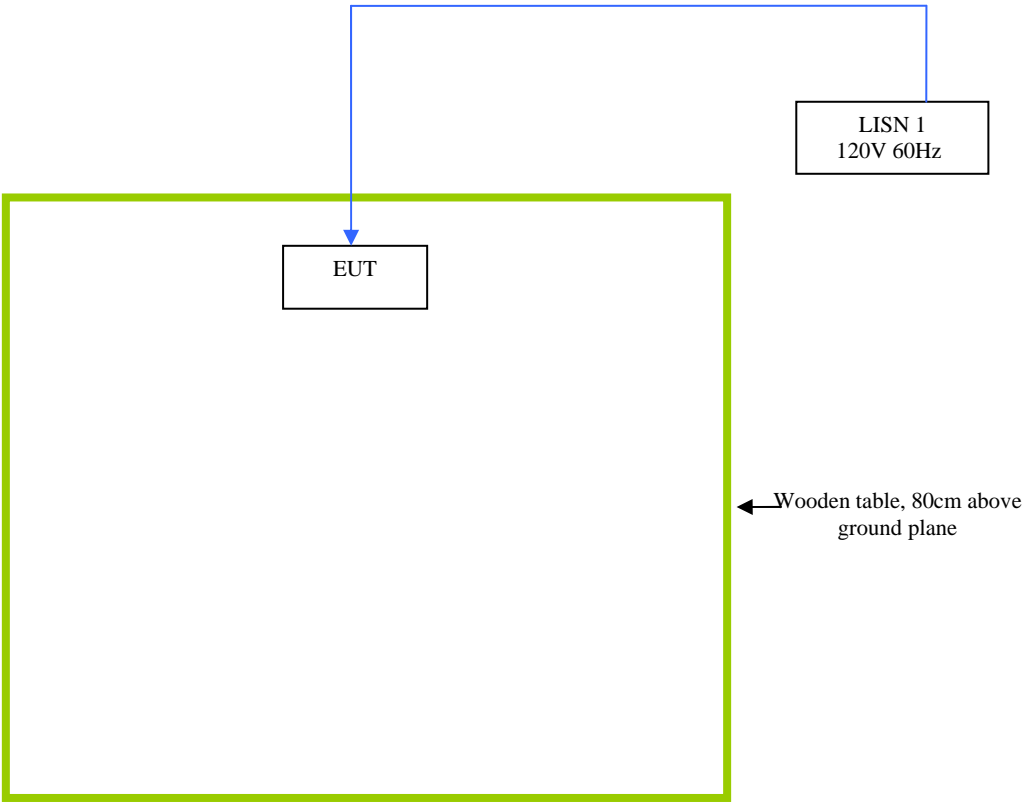 LISN 1
120V 60Hz
EUT
Wooden table, 80cm above
ground plane